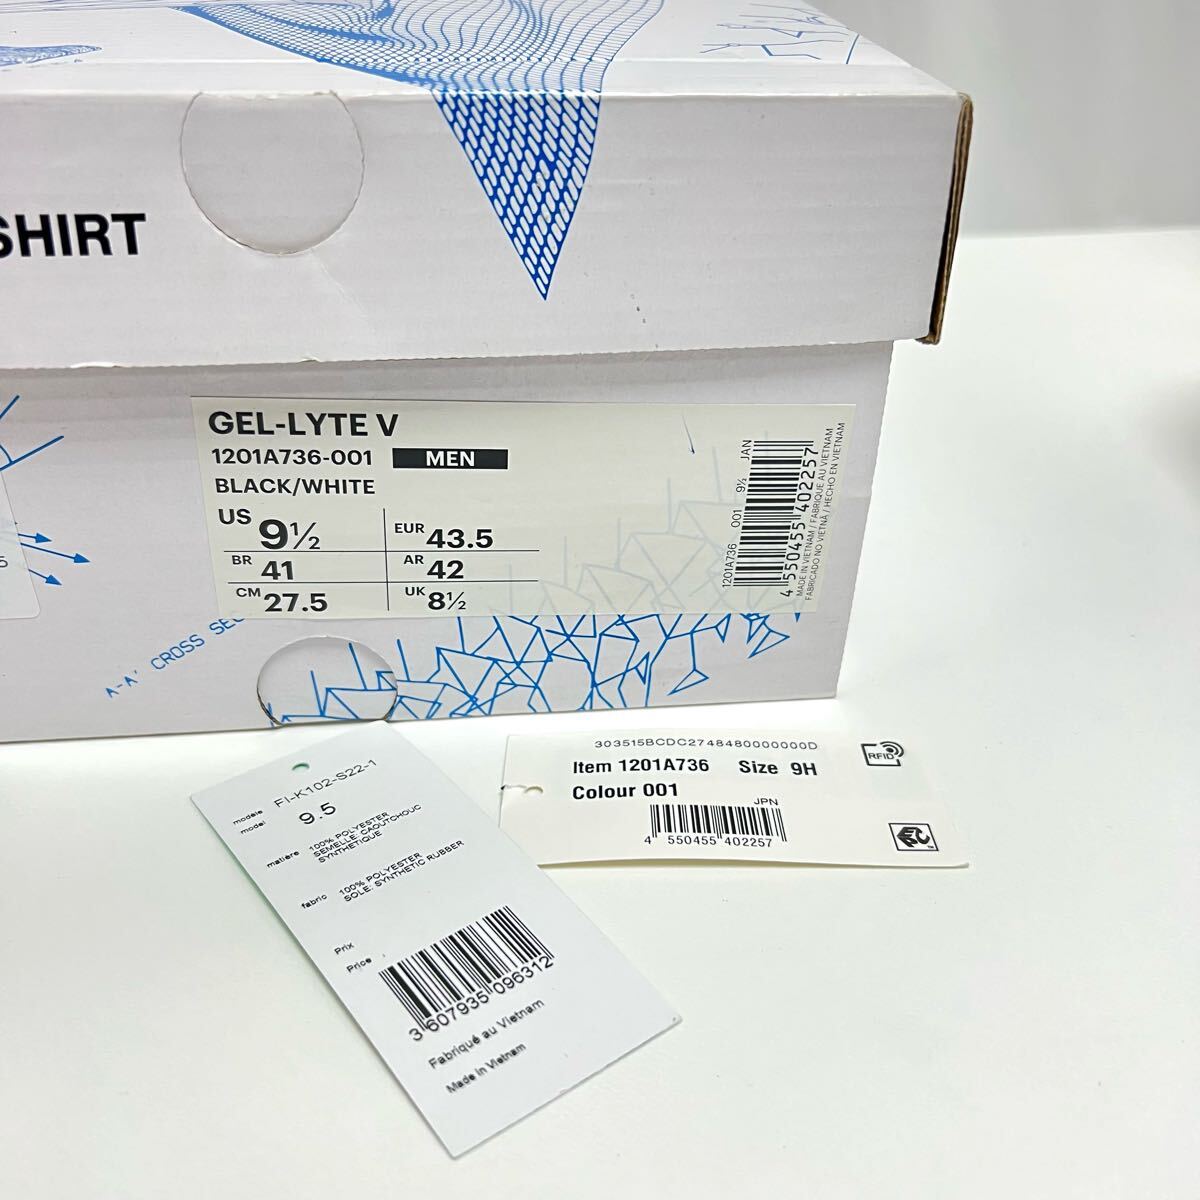 SHIRT
GEL-LYTE V
1201A736-001 MEN
BLACK/WHITE
US 9½ EUR 43.5
BR 41 AR 42
CM 27.5 UK 8½
1201A736 001 9½ JAN
4 550455 402257
MADE IN VIETNAM / FABRIQUE AU VIETNAM
FABRICADO NO VIETNÃ / HECHO EN VIETNAM
A-A' CROSS SEC
303515BCDC2748480000000D
RFID
Item 1201A736 Size 9H
Colour 001
JPN
4 550455 402257
modele FI-K102-S22-1
model 9.5
matiere 100% POLYESTER
SEMELLE: CAOUTCHOUC
SYNTHETIQUE
fabric 100% POLYESTER
SOLE: SYNTHETIC RUBBER
Prix
Price
3 607935 096312
Fabriqué au Vietnam
Made in Vietnam